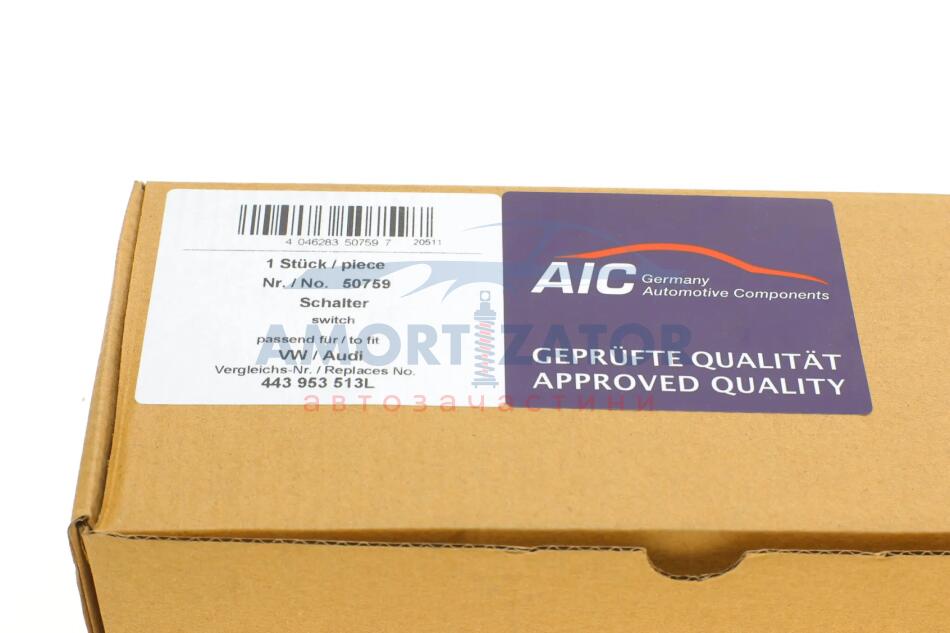 4 046283 50759 7
20511
1 Stück / piece
Nr. / No. 50759
Schalter
switch
passend für / to fit
VW / Audi
Vergleichs-Nr. / Replaces No.
443 953 513L
AIC Germany
Automotive Components
GEPRÜFTE QUALITÄT
APPROVED QUALITY
AMORTIZATOR
автозачастини